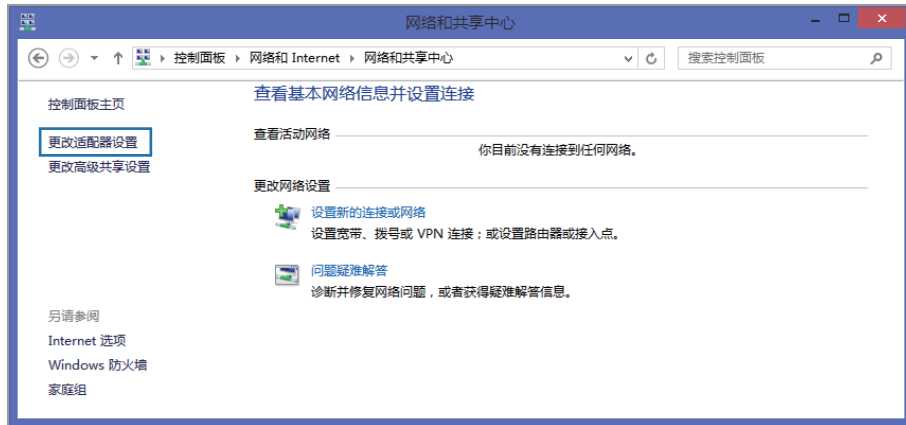 网络和共享中心
控制面板 网络和 Internet 网络和共享中心 搜索控制面板
控制面板主页
更改适配器设置
更改高级共享设置
查看基本网络信息并设置连接
查看活动网络
你目前没有连接到任何网络。
更改网络设置
设置新的连接或网络
设置宽带、拨号或 VPN 连接；或设置路由器或接入点。
问题疑难解答
诊断并修复网络问题，或者获得疑难解答信息。
另请参阅
Internet 选项
Windows 防火墙
家庭组